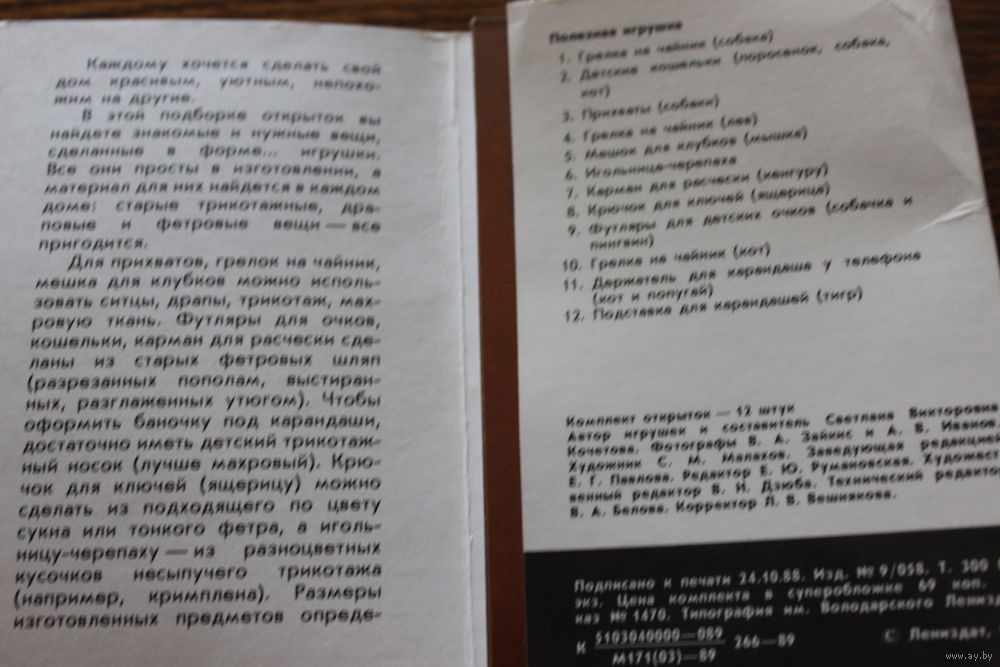 Каждому хочется сделать свой
дом красивым, уютным, непохо-
жим на другие.
В этой подборке открыток вы
найдете знакомые и нужные вещи,
сделанные в форме... игрушки.
Все они просты в изготовлении, а
материал для них найдется в каждом
доме: старые трикотажные, дра-
повые и фетровые вещи — все
пригодится.
Для прихватов, грелок на чайник,
мешка для клубков можно исполь-
зовать ситцы, драпы, трикотаж, мах-
ровую ткань. Футляры для очков,
кошельки, карман для расчески сде-
ланы из старых фетровых шляп
(разрезанных пополам, выстиран-
ных, разглаженных утюгом). Чтобы
оформить баночку под карандаши,
достаточно иметь детский трикотаж-
ный носок (лучше махровый). Крю-
чок для ключей (ящерицу) можно
сделать из подходящего по цвету
сукна или тонкого фетра, а иголь-
ницу-черепаху — из разноцветных
кусочков несыпучего трикотажа
(например, кримплена). Размеры
изготовленных предметов опреде-
Полезная игрушка
1. Грелка на чайник (собака)
2. Детские кошельки (поросенок, собака,
кот)
3. Прихваты (собаки)
4. Грелка на чайник (лев)
5. Мешок для клубков (мышка)
6. Игольница-черепаха
7. Карман для расчески (кенгуру)
8. Крючок для ключей (ящерица)
9. Футляры для детских очков (собачка и
пингвин)
10. Грелка на чайник (кот)
11. Держатель для карандаша у телефона
(кот и попугай)
12. Подставка для карандашей (тигр)
Комплект открыток — 12 штук
Автор игрушек и составитель Светлана Викторовна
Кочетова. Фотографы В. А. Зайкис и А. В. Иванов.
Художник С. М. Малахов. Заведующая редакцией
Е. Г. Павлова. Редактор Е. Ю. Румановская. Художест-
венный редактор В. И. Дзюба. Технический редактор
В. А. Белова. Корректор Л. В. Вешнякова.
Подписано к печати 24.10.88. Изд. № 9/058. Т. 300
экз. Цена комплекта в суперобложке 69 коп.
каз № 1470. Типография им. Володарского Лениз
К 5103040000—089 266—89
М171(03)—89
С Лениздат,
www.ay.by